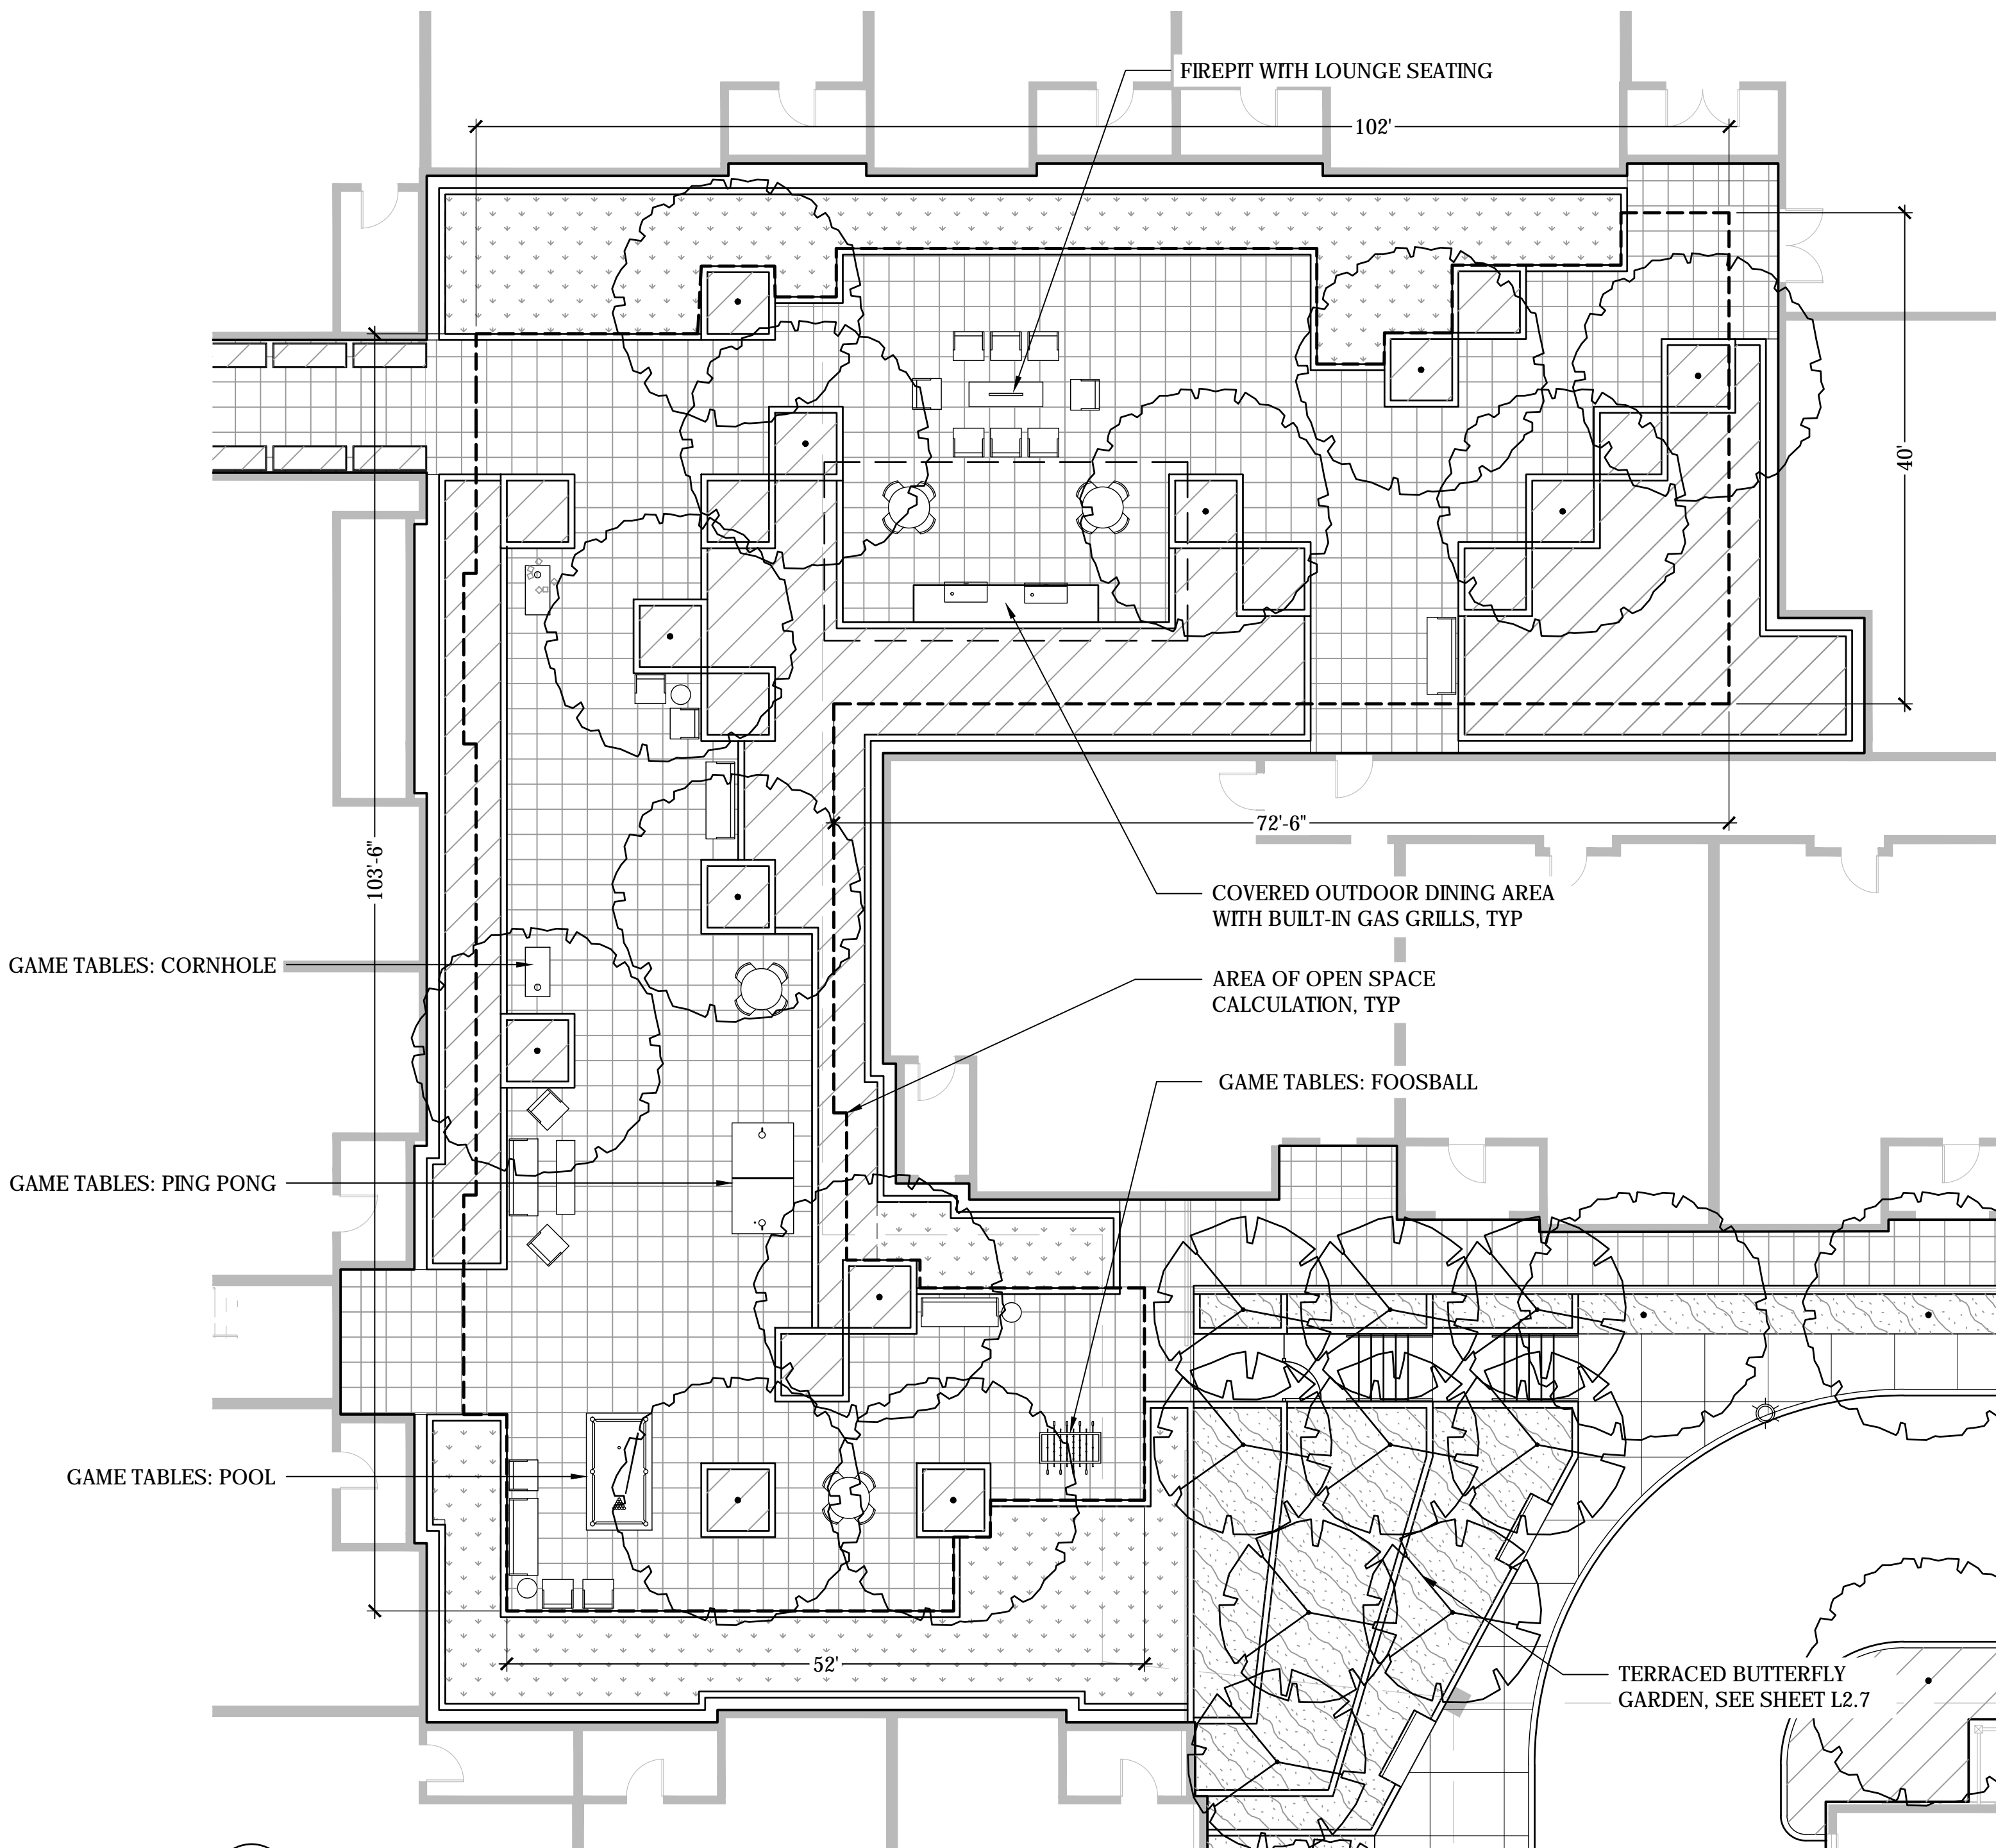 FIREPIT WITH LOUNGE SEATING
102'
40'
72'-6"
103'-6"
COVERED OUTDOOR DINING AREA
WITH BUILT-IN GAS GRILLS, TYP
GAME TABLES: CORNHOLE
AREA OF OPEN SPACE
CALCULATION, TYP
GAME TABLES: FOOSBALL
GAME TABLES: PING PONG
GAME TABLES: POOL
52'
TERRACED BUTTERFLY
GARDEN, SEE SHEET L2.7